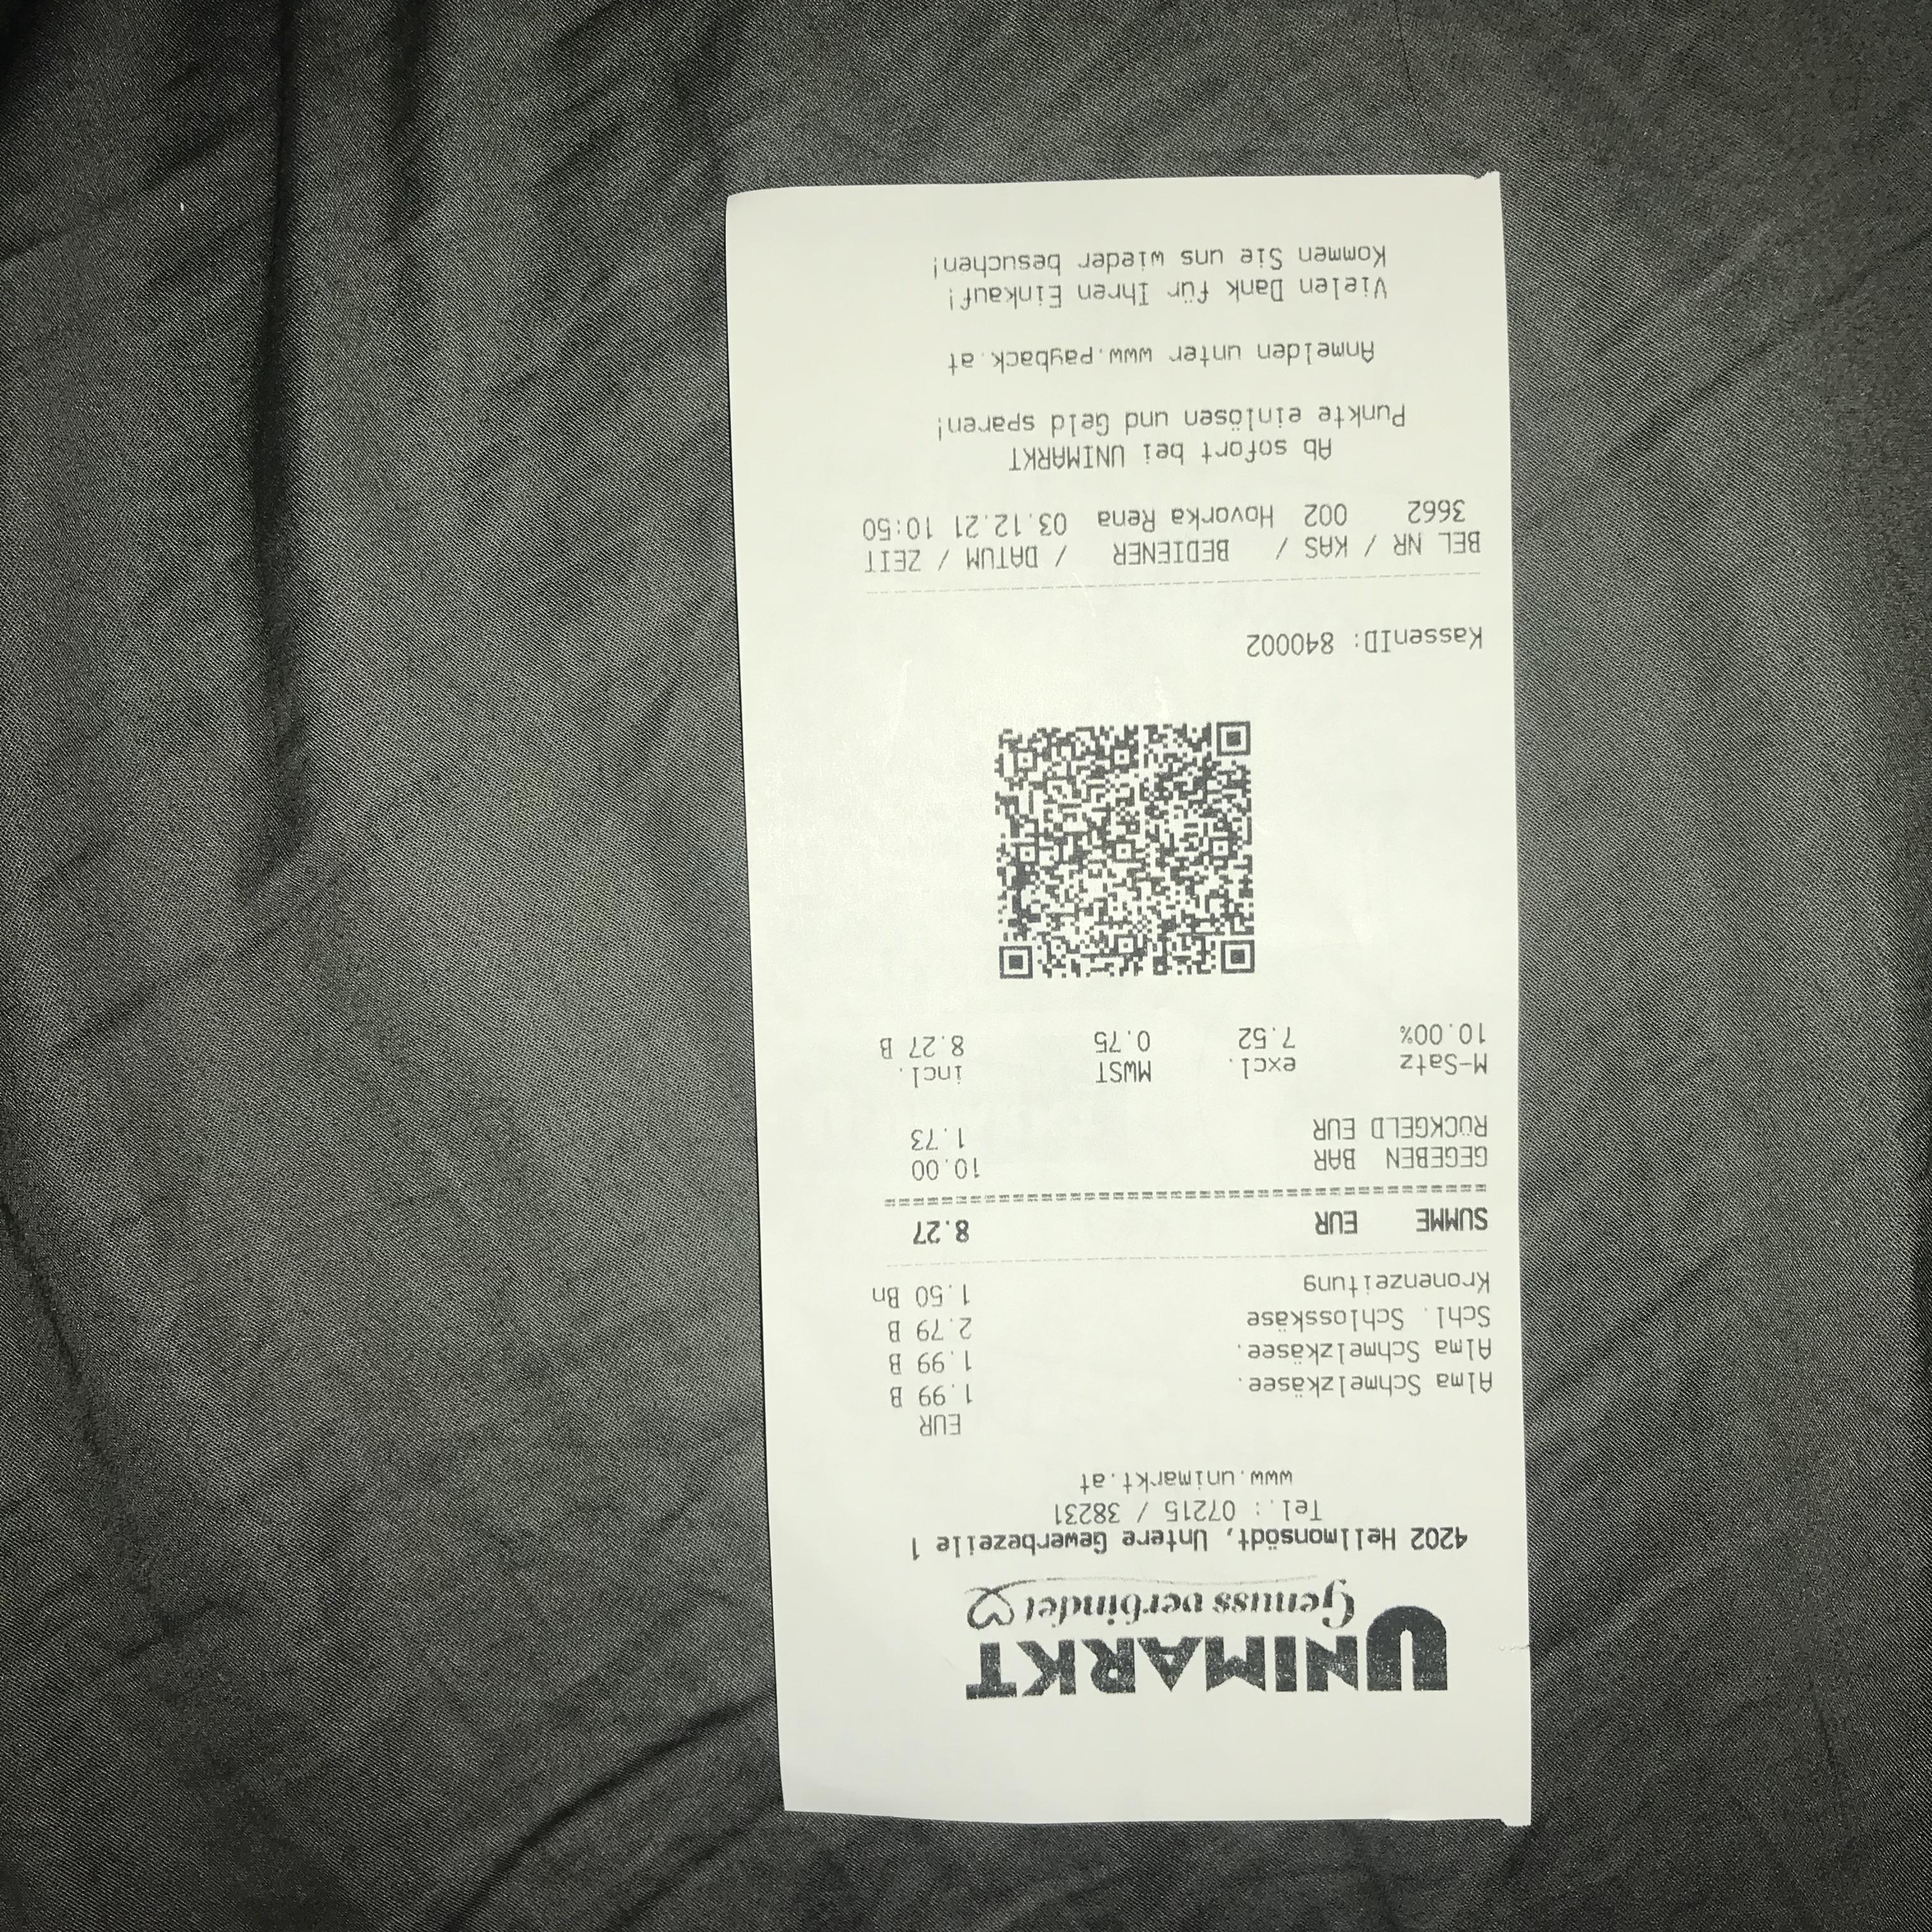 UNIMARKT
Genuss verbindet
4202 Hellmonsödt, Untere Gewerbezeile 1
Tel.: 07215 / 38231
www.unimarkt.at
EUR
Alma Schmelzkäsee. 1.99 B
Alma Schmelzkäsee. 1.99 B
Schl. Schlosskäse 2.79 B
Kronenzeitung 1.50 Bn
SUMME EUR 8.27
GEGEBEN BAR 10.00
RÜCKGELD EUR 1.73
M-Satz excl. MWST incl.
10.00% 7.52 0.75 8.27 B
KassenID: 840002
BEL NR / KAS / BEDIENER / DATUM / ZEIT
3662 002 Hovorka Rena 03.12.21 10:50
Ab sofort bei UNIMARKT
Punkte einlösen und Geld sparen!
Anmelden unter www.payback.at
Vielen Dank für Ihren Einkauf!
Kommen Sie uns wieder besuchen!